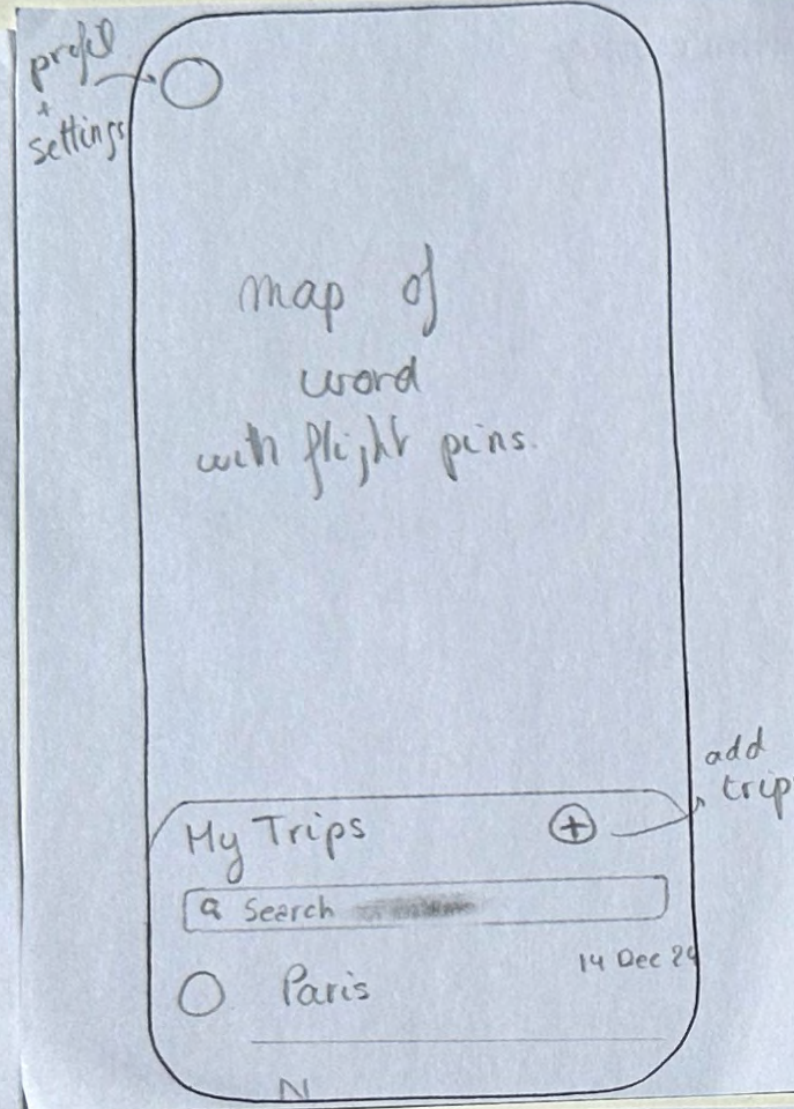 profil
+
settings
map of
word
with flight pins.
add
trip
My Trips
+
Search
14 Dec 24
Paris
N